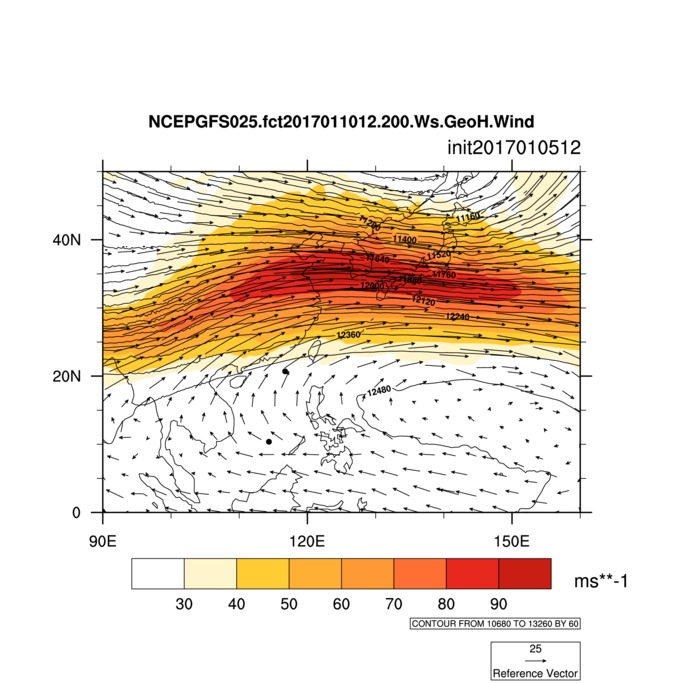 NCEPGFS025.fct2017011012.200.Ws.GeoH.Wind
init2017010512
40N
20N
0
90E 120E 150E
11280
11160
11400
11520
11640
11760
11880
12000
12120
12240
12360
12480
30 40 50 60 70 80 90
ms**-1
CONTOUR FROM 10680 TO 13260 BY 60
25
Reference Vector